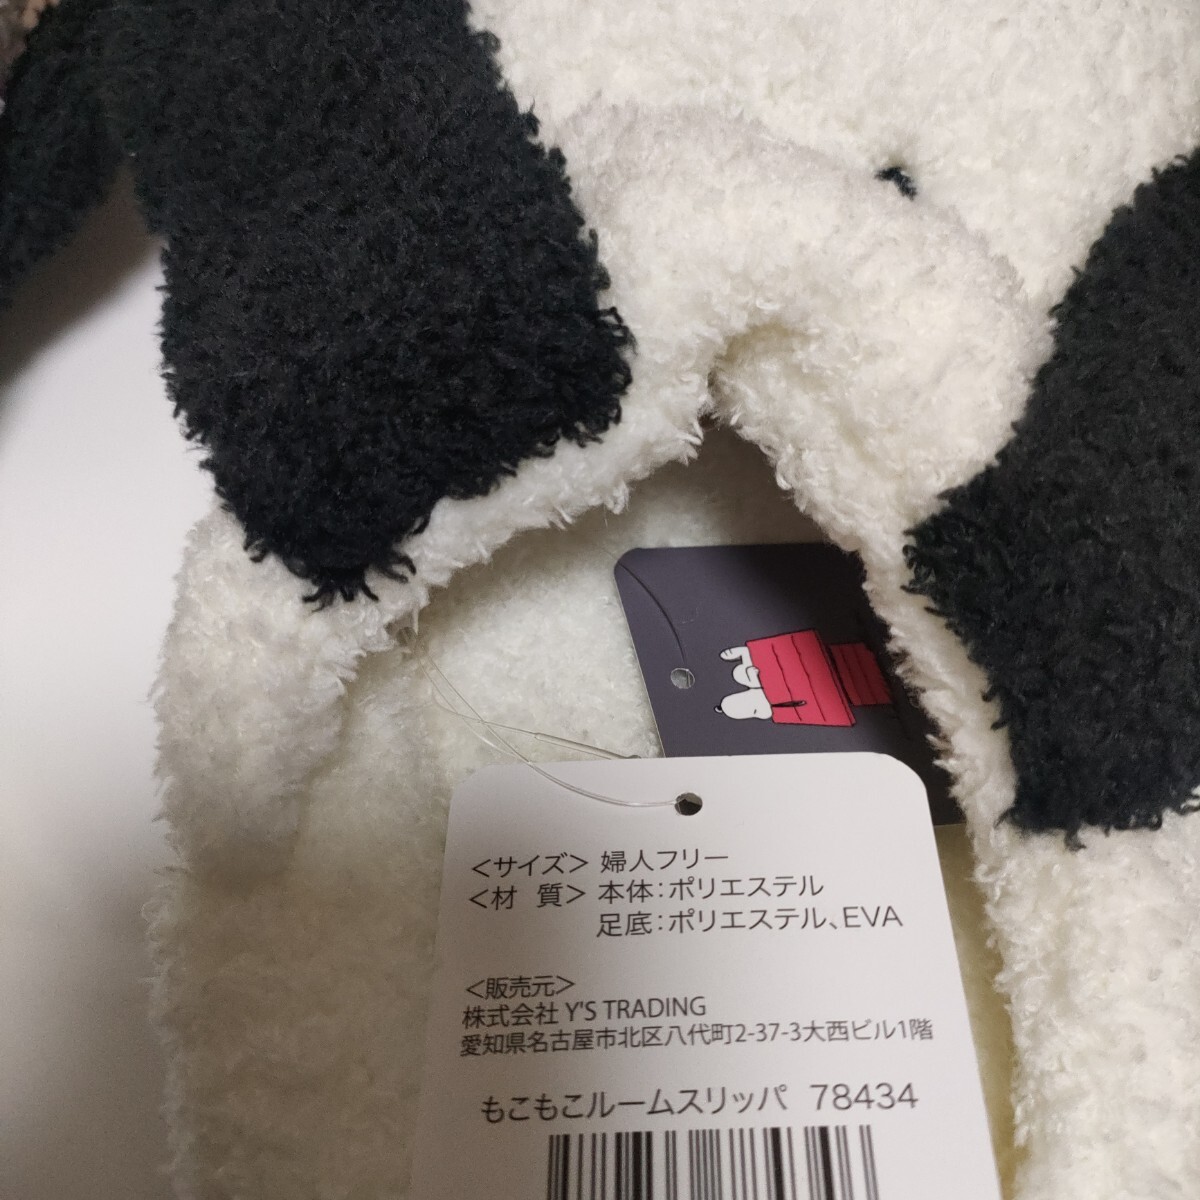 <サイズ> 婦人フリー
<材 質> 本体:ポリエステル
足底:ポリエステル、EVA
<販売元>
株式会社 Y'S TRADING
愛知県名古屋市北区八代町2-37-3大西ビル1階
もこもこルームスリッパ 78434